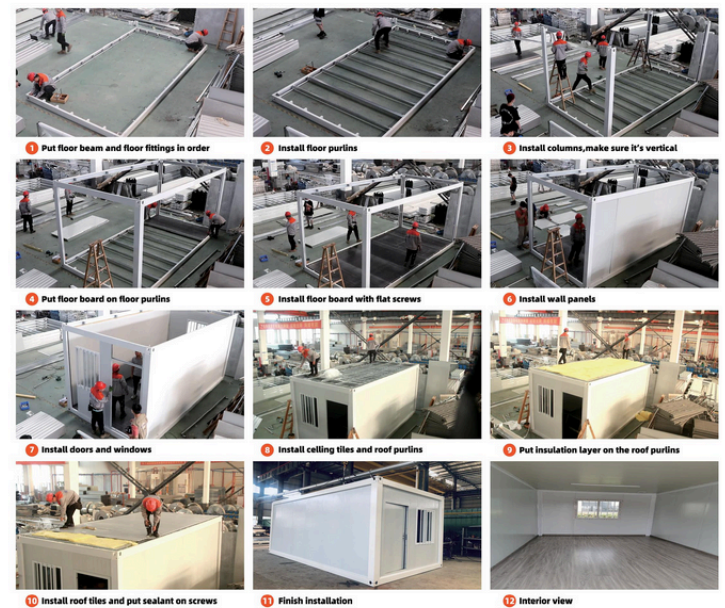 1 Put floor beam and floor fittings in order
2 Install floor purlins
3 Install columns,make sure it's vertical
4 Put floor board on floor purlins
5 Install floor board with flat screws
6 Install wall panels
7 Install doors and windows
8 Install celling tiles and roof purlins
9 Put insulation layer on the roof purlins
10 Install roof tiles and put sealant on screws
11 Finish installation
12 Interior view